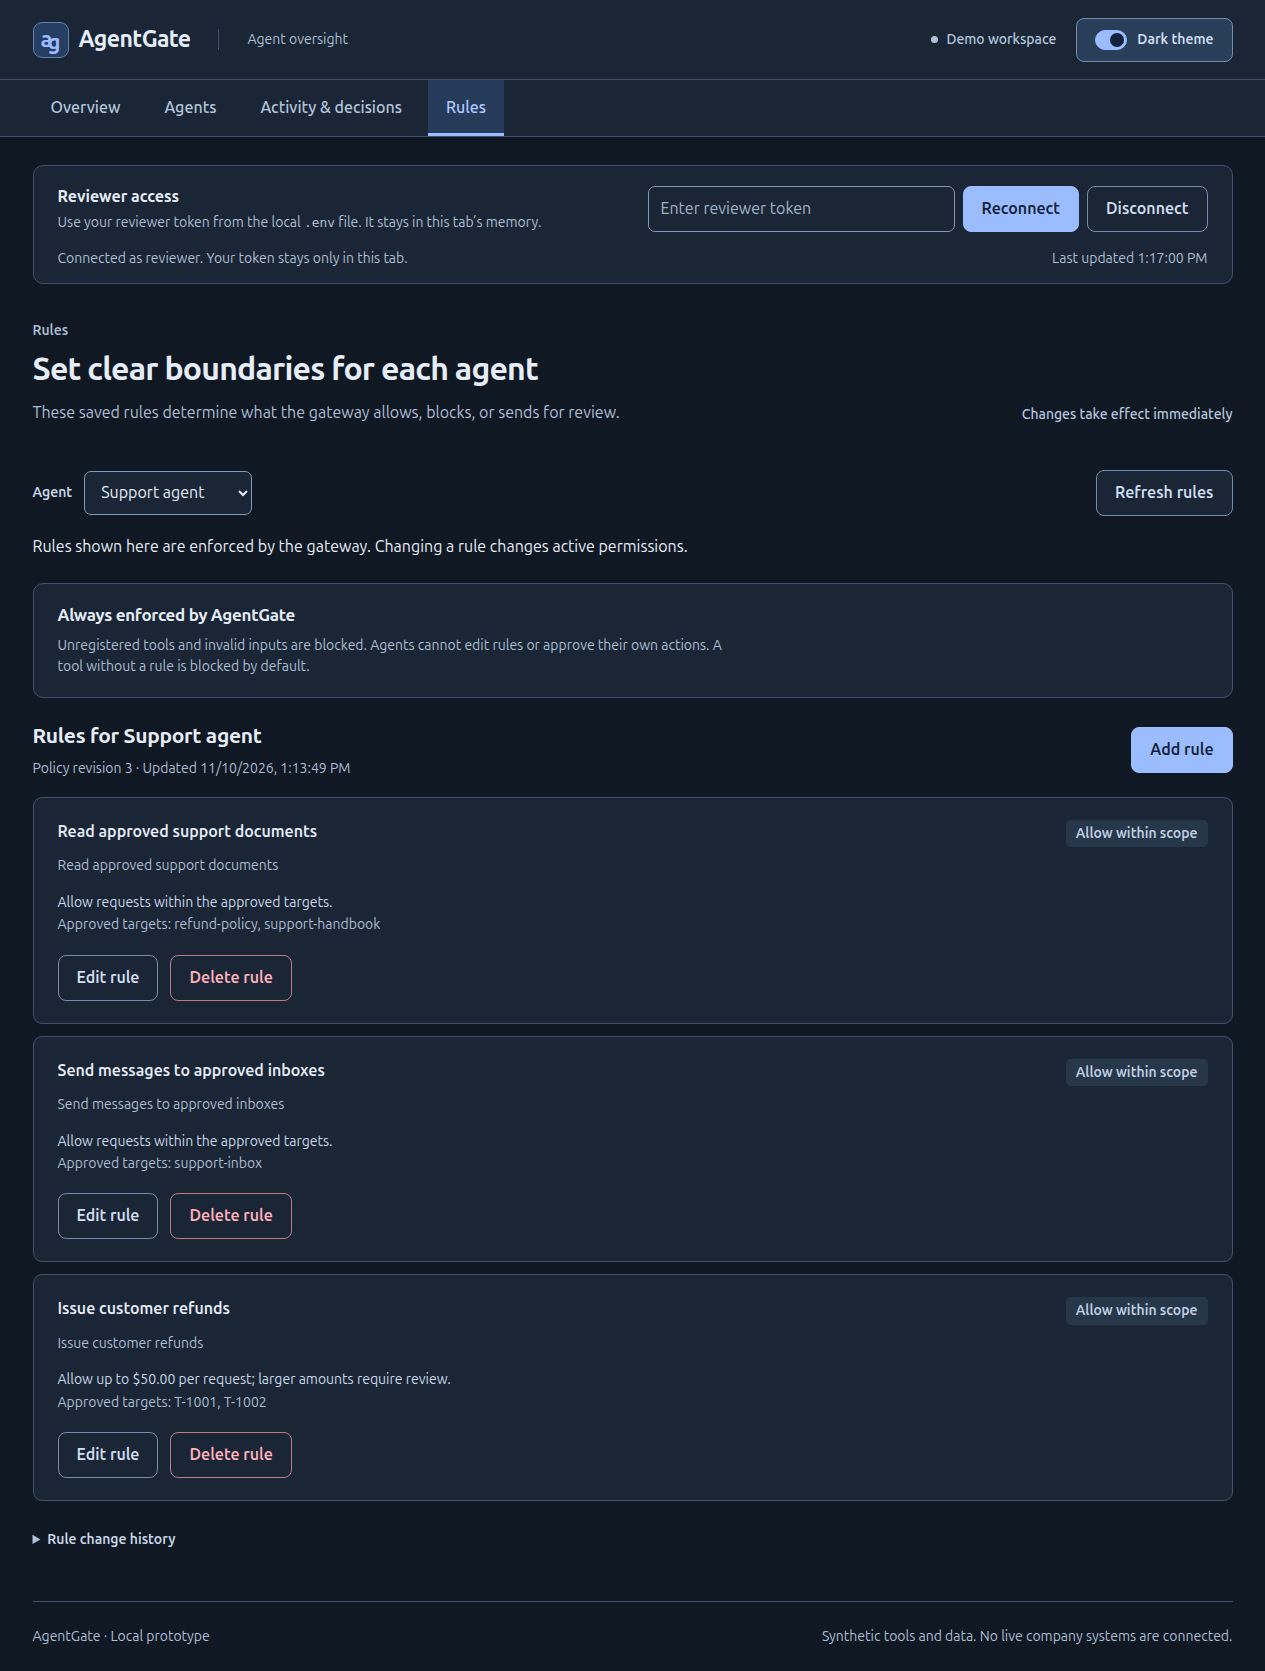 ag AgentGate
Agent oversight
Demo workspace
Dark theme
Overview
Agents
Activity & decisions
Rules
Reviewer access
Use your reviewer token from the local .env file. It stays in this tab’s memory.
Enter reviewer token
Reconnect
Disconnect
Connected as reviewer. Your token stays only in this tab.
Last updated 1:17:00 PM
Rules
Set clear boundaries for each agent
These saved rules determine what the gateway allows, blocks, or sends for review.
Changes take effect immediately
Agent
Support agent
Refresh rules
Rules shown here are enforced by the gateway. Changing a rule changes active permissions.
Always enforced by AgentGate
Unregistered tools and invalid inputs are blocked. Agents cannot edit rules or approve their own actions. A
tool without a rule is blocked by default.
Rules for Support agent
Policy revision 3 · Updated 11/10/2026, 1:13:49 PM
Add rule
Read approved support documents
Allow within scope
Read approved support documents
Allow requests within the approved targets.
Approved targets: refund-policy, support-handbook
Edit rule
Delete rule
Send messages to approved inboxes
Allow within scope
Send messages to approved inboxes
Allow requests within the approved targets.
Approved targets: support-inbox
Edit rule
Delete rule
Issue customer refunds
Allow within scope
Issue customer refunds
Allow up to $50.00 per request; larger amounts require review.
Approved targets: T-1001, T-1002
Edit rule
Delete rule
Rule change history
AgentGate · Local prototype
Synthetic tools and data. No live company systems are connected.